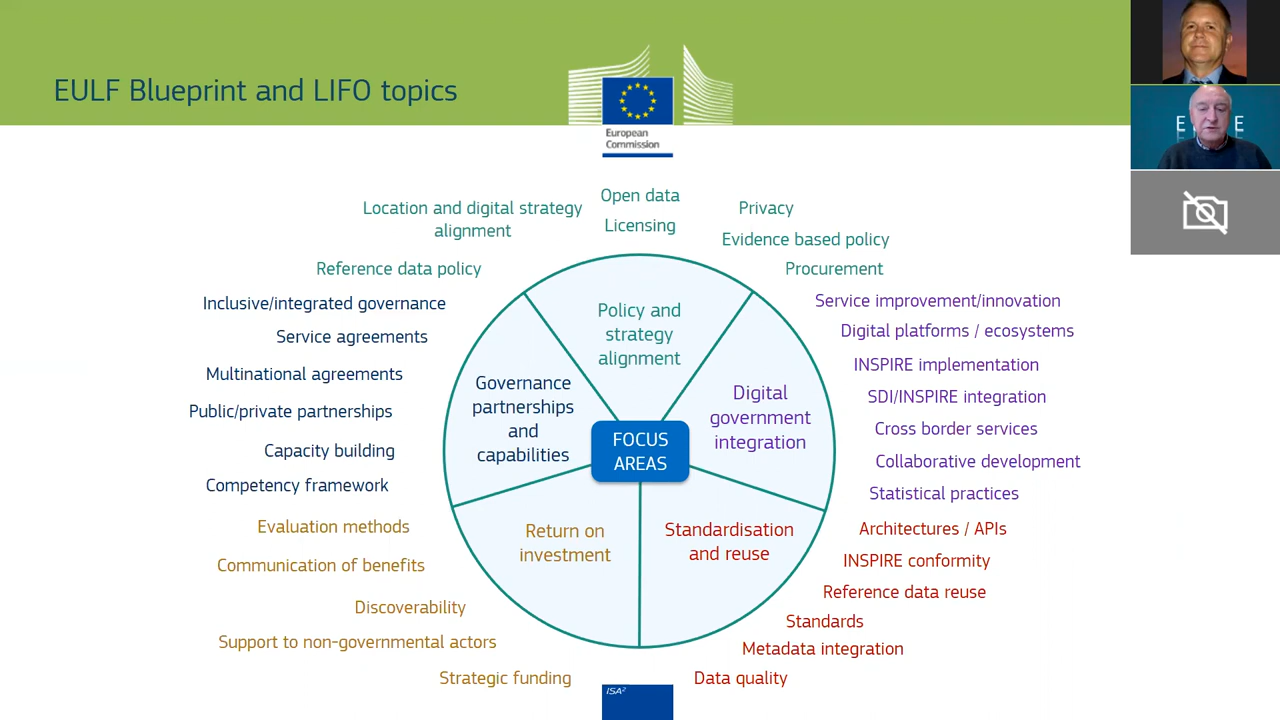 EULF Blueprint and LIFO topics
European
Commission
Location and digital strategy
alignment
Open data
Licensing
Privacy
Evidence based policy
Procurement
Reference data policy
Inclusive/integrated governance
Service agreements
Multinational agreements
Public/private partnerships
Capacity building
Competency framework
Evaluation methods
Communication of benefits
Discoverability
Support to non-governmental actors
Strategic funding
Policy and
strategy
alignment
Governance
partnerships
and
capabilities
Digital
government
integration
FOCUS
AREAS
Return on
investment
Standardisation
and reuse
Service improvement/innovation
Digital platforms / ecosystems
INSPIRE implementation
SDI/INSPIRE integration
Cross border services
Collaborative development
Statistical practices
Architectures / APIs
INSPIRE conformity
Reference data reuse
Standards
Metadata integration
Data quality
ISA²